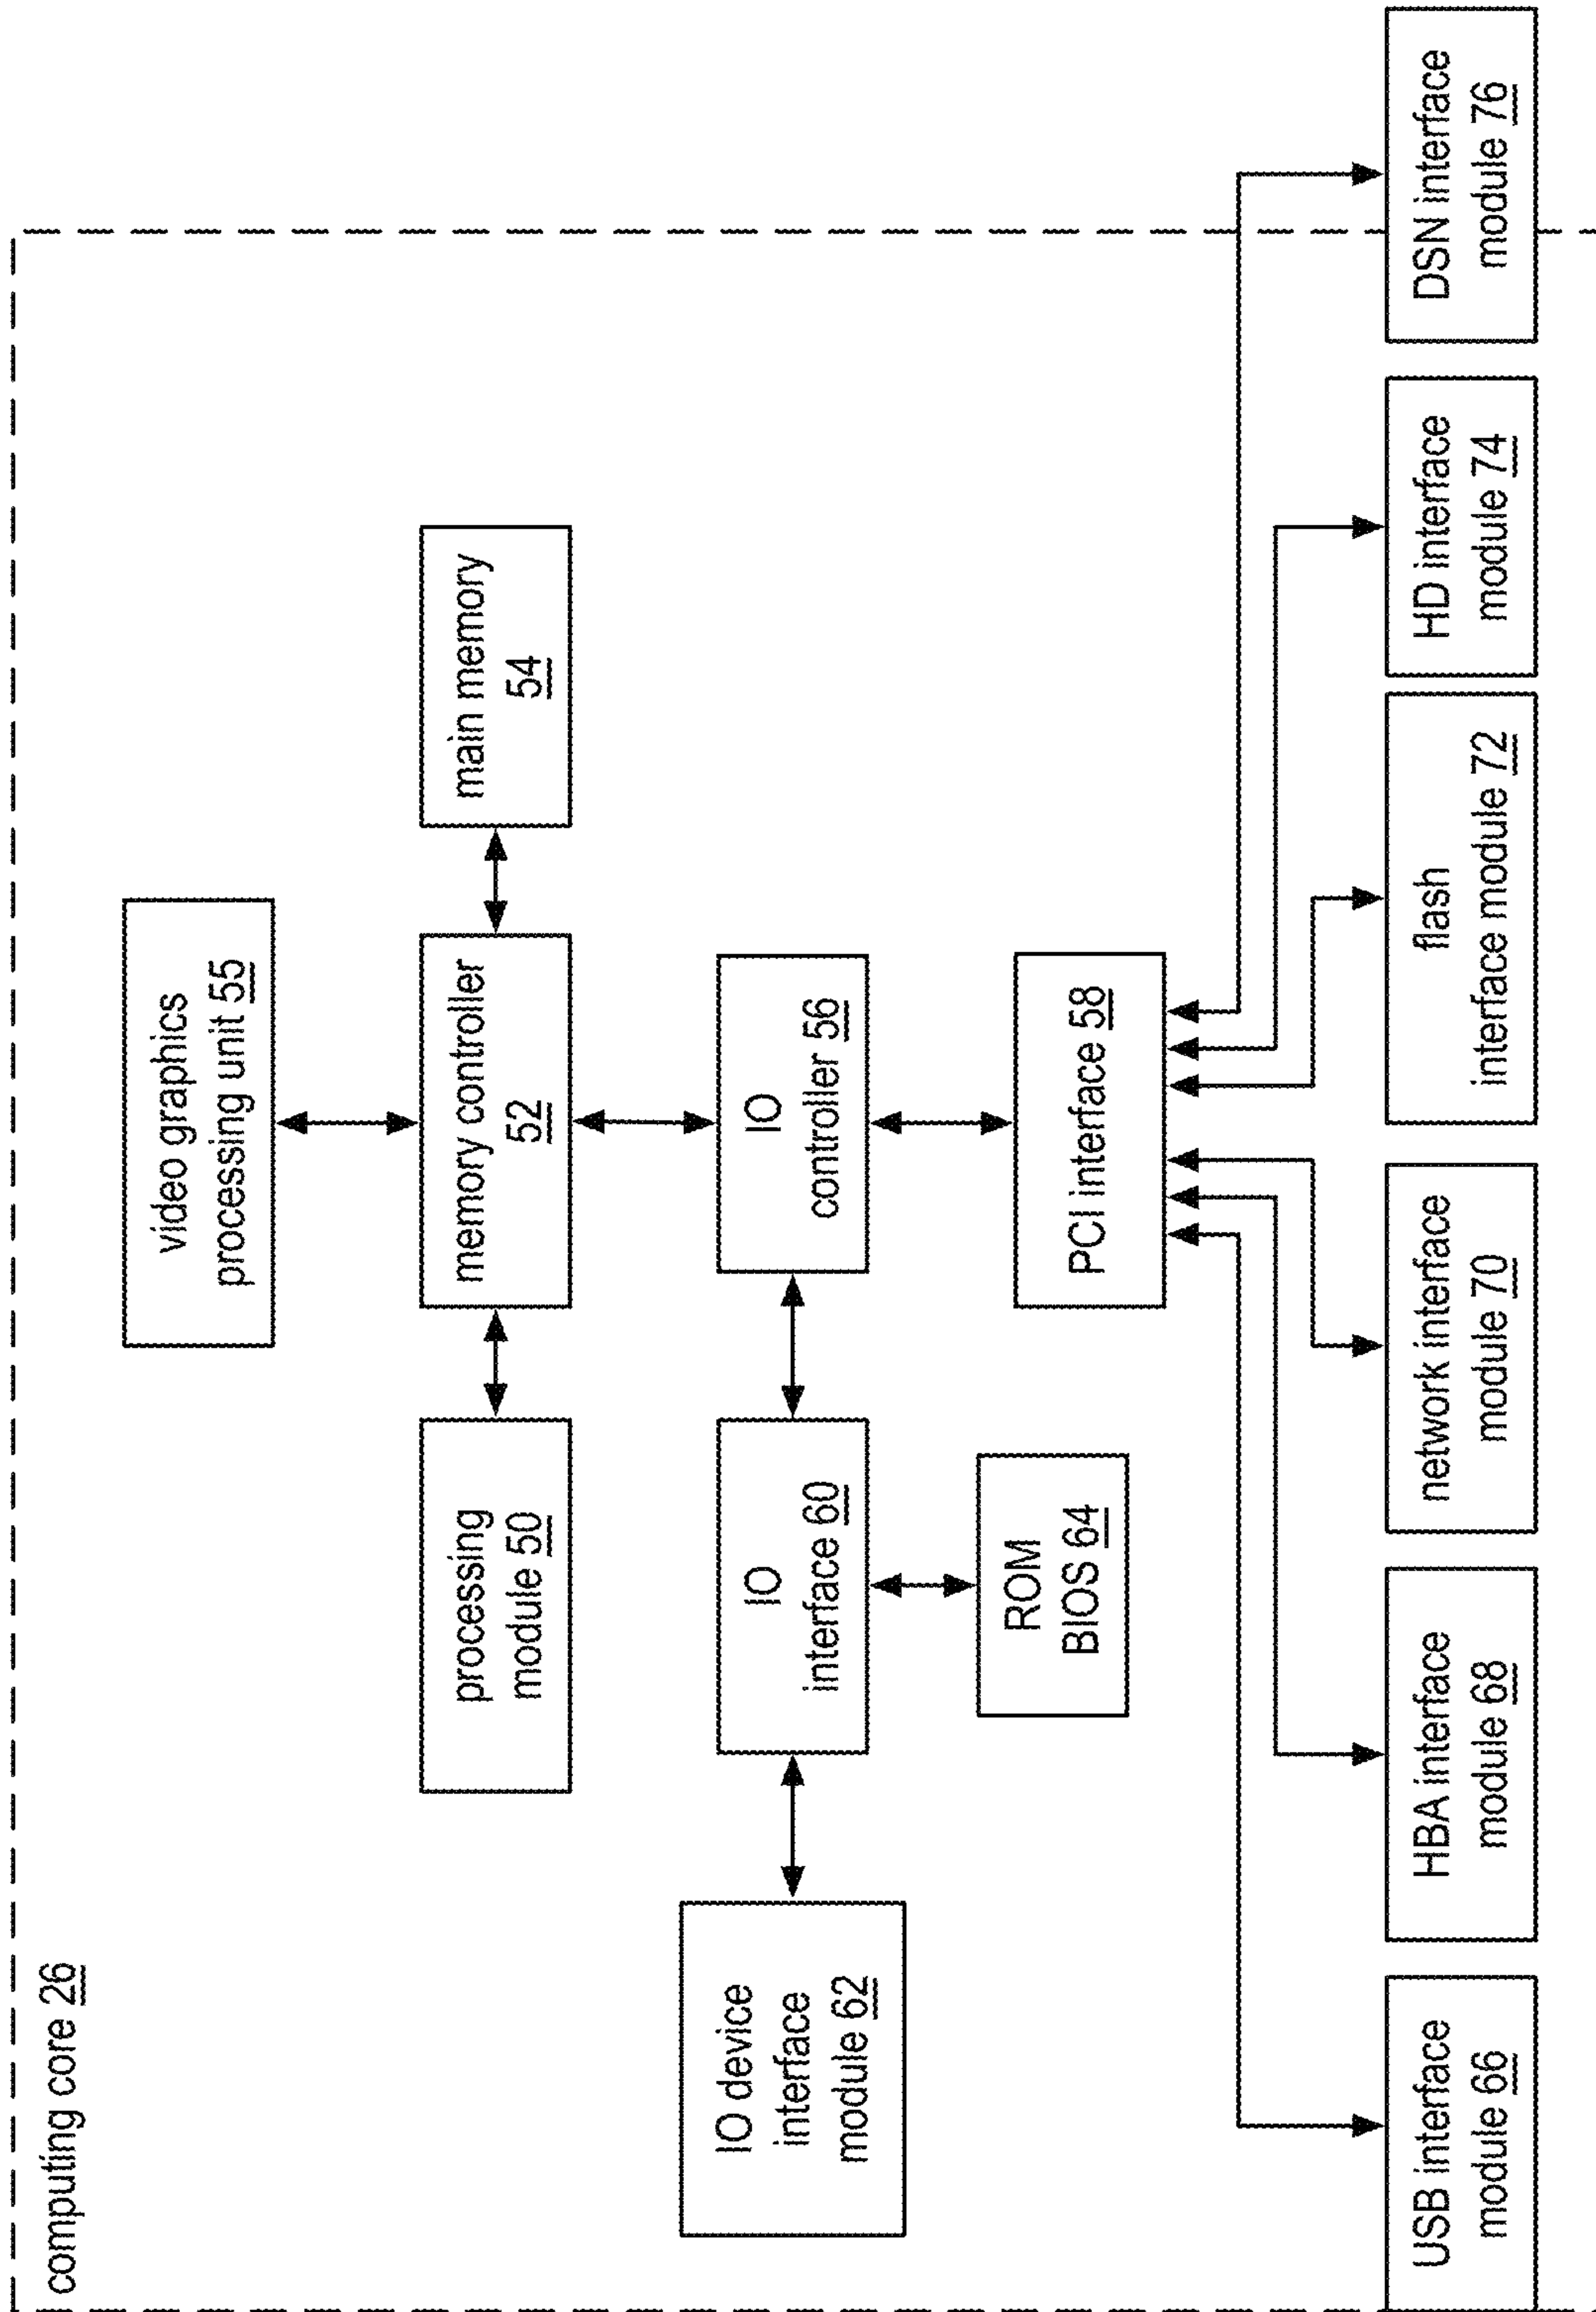 computing core 26
video graphics
processing unit 55
processing
module 50
memory controller
52
main memory
54
IO device
interface
module 62
IO
interface 60
IO
controller 56
ROM
BIOS 64
PCI interface 58
USB interface
module 66
HBA interface
module 68
network interface
module 70
flash
interface module 72
HD interface
module 74
DSN interface
module 76